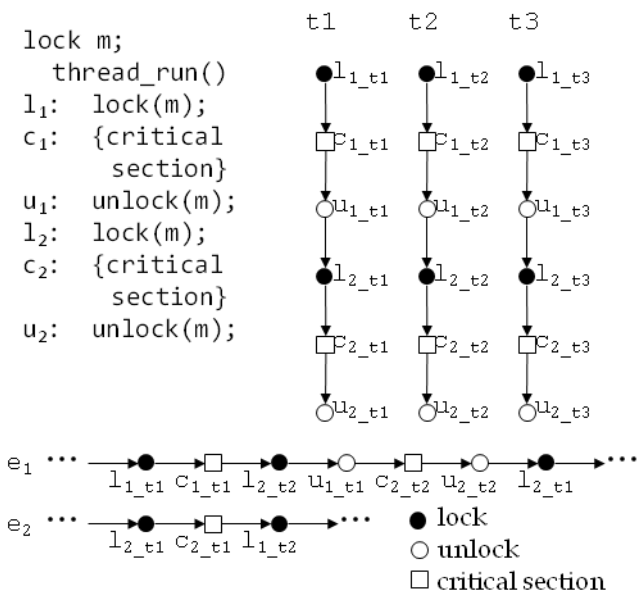 lock m;
thread_run()
l₁: lock(m);
c₁: {critical
section}
u₁: unlock(m);
l₂: lock(m);
c₂: {critical
section}
u₂: unlock(m);
t1 t2 t3
l₁_t1 l₁_t2 l₁_t3
c₁_t1 c₁_t2 c₁_t3
u₁_t1 u₁_t2 u₁_t3
l₂_t1 l₂_t2 l₂_t3
c₂_t1 c₂_t2 c₂_t3
u₂_t1 u₂_t2 u₂_t3
e₁ ... ...
l₁_t1 c₁_t1 l₂_t2 u₁_t1 c₂_t2 u₂_t2 l₂_t1
e₂ ... ...
l₂_t1 c₂_t1 l₁_t2
lock
unlock
critical section